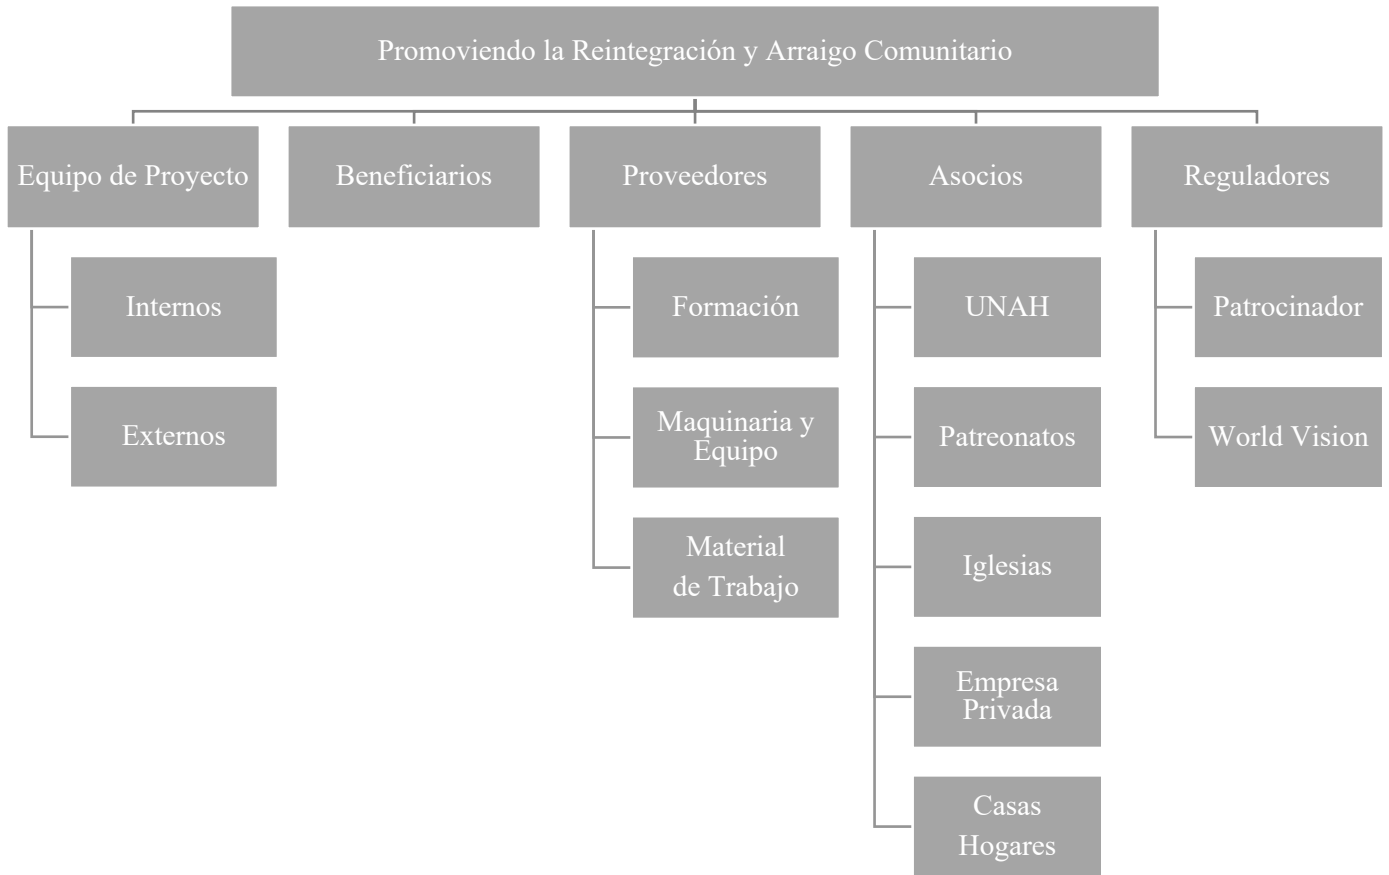 Promoviendo la Reintegración y Arraigo Comunitario
Equipo de Proyecto
Internos
Externos
Beneficiarios
Proveedores
Formación
Maquinaria y
Equipo
Material
de Trabajo
Asocios
UNAH
Patreonatos
Iglesias
Empresa
Privada
Casas
Hogares
Reguladores
Patrocinador
World Vision